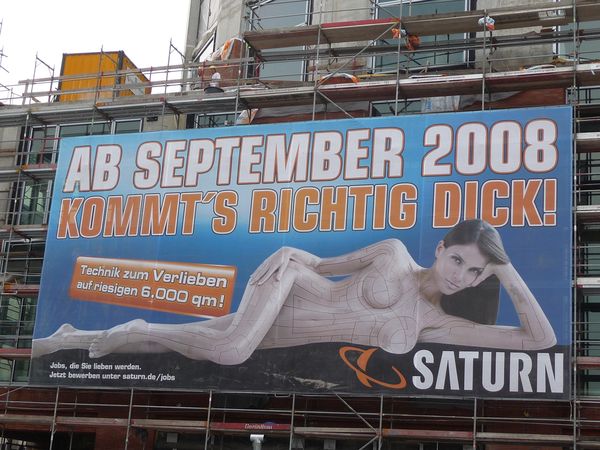 AB SEPTEMBER 2008
KOMMT'S RICHTIG DICK!
Technik zum Verlieben
auf riesigen 6.000 qm!
Jobs, die Sie lieben werden.
Jetzt bewerben unter saturn.de/jobs
SATURN